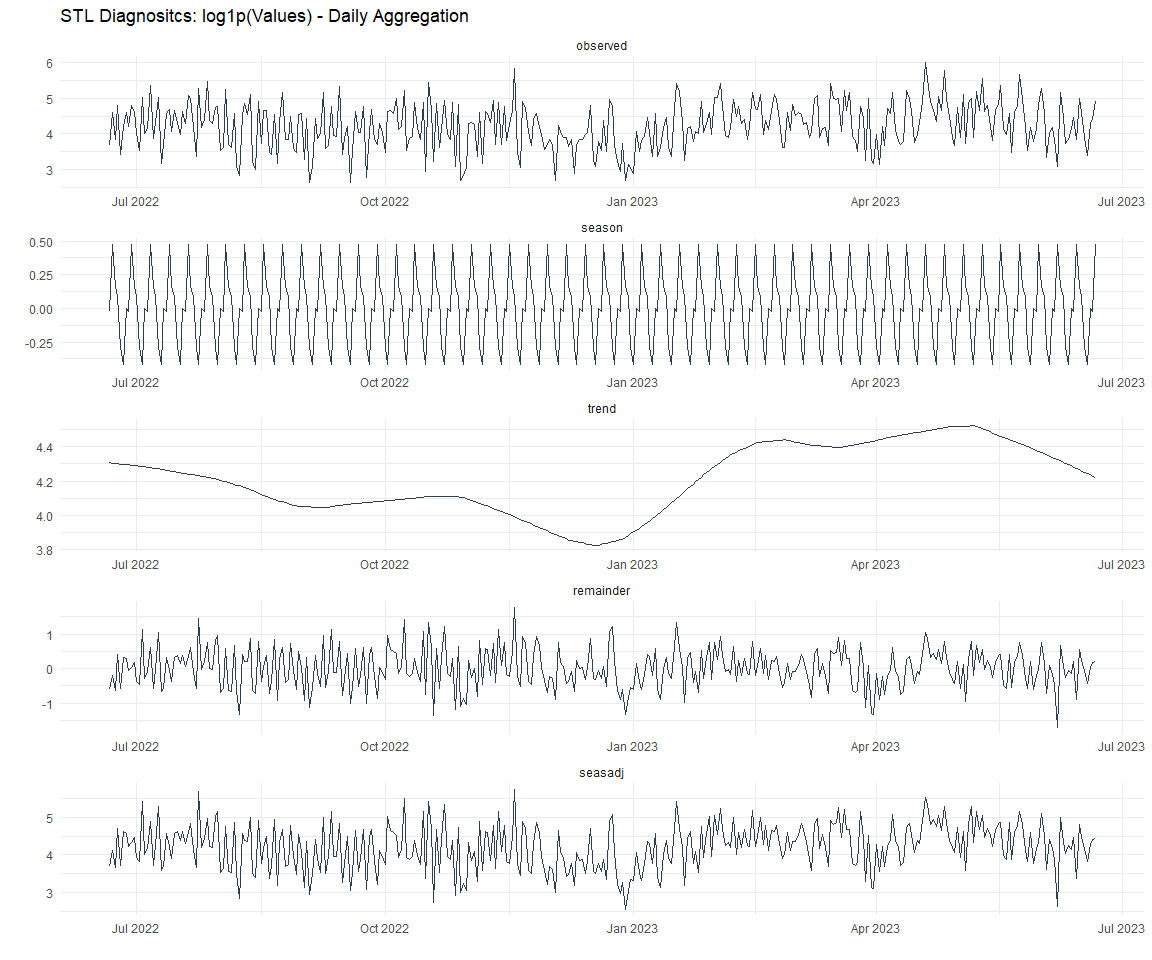 STL Diagnositcs: log1p(Values) - Daily Aggregation
observed
6
5
4
3
Jul 2022 Oct 2022 Jan 2023 Apr 2023 Jul 2023
season
0.50
0.25
0.00
-0.25
Jul 2022 Oct 2022 Jan 2023 Apr 2023 Jul 2023
trend
4.4
4.2
4.0
3.8
Jul 2022 Oct 2022 Jan 2023 Apr 2023 Jul 2023
remainder
1
0
-1
Jul 2022 Oct 2022 Jan 2023 Apr 2023 Jul 2023
seasadj
5
4
3
Jul 2022 Oct 2022 Jan 2023 Apr 2023 Jul 2023